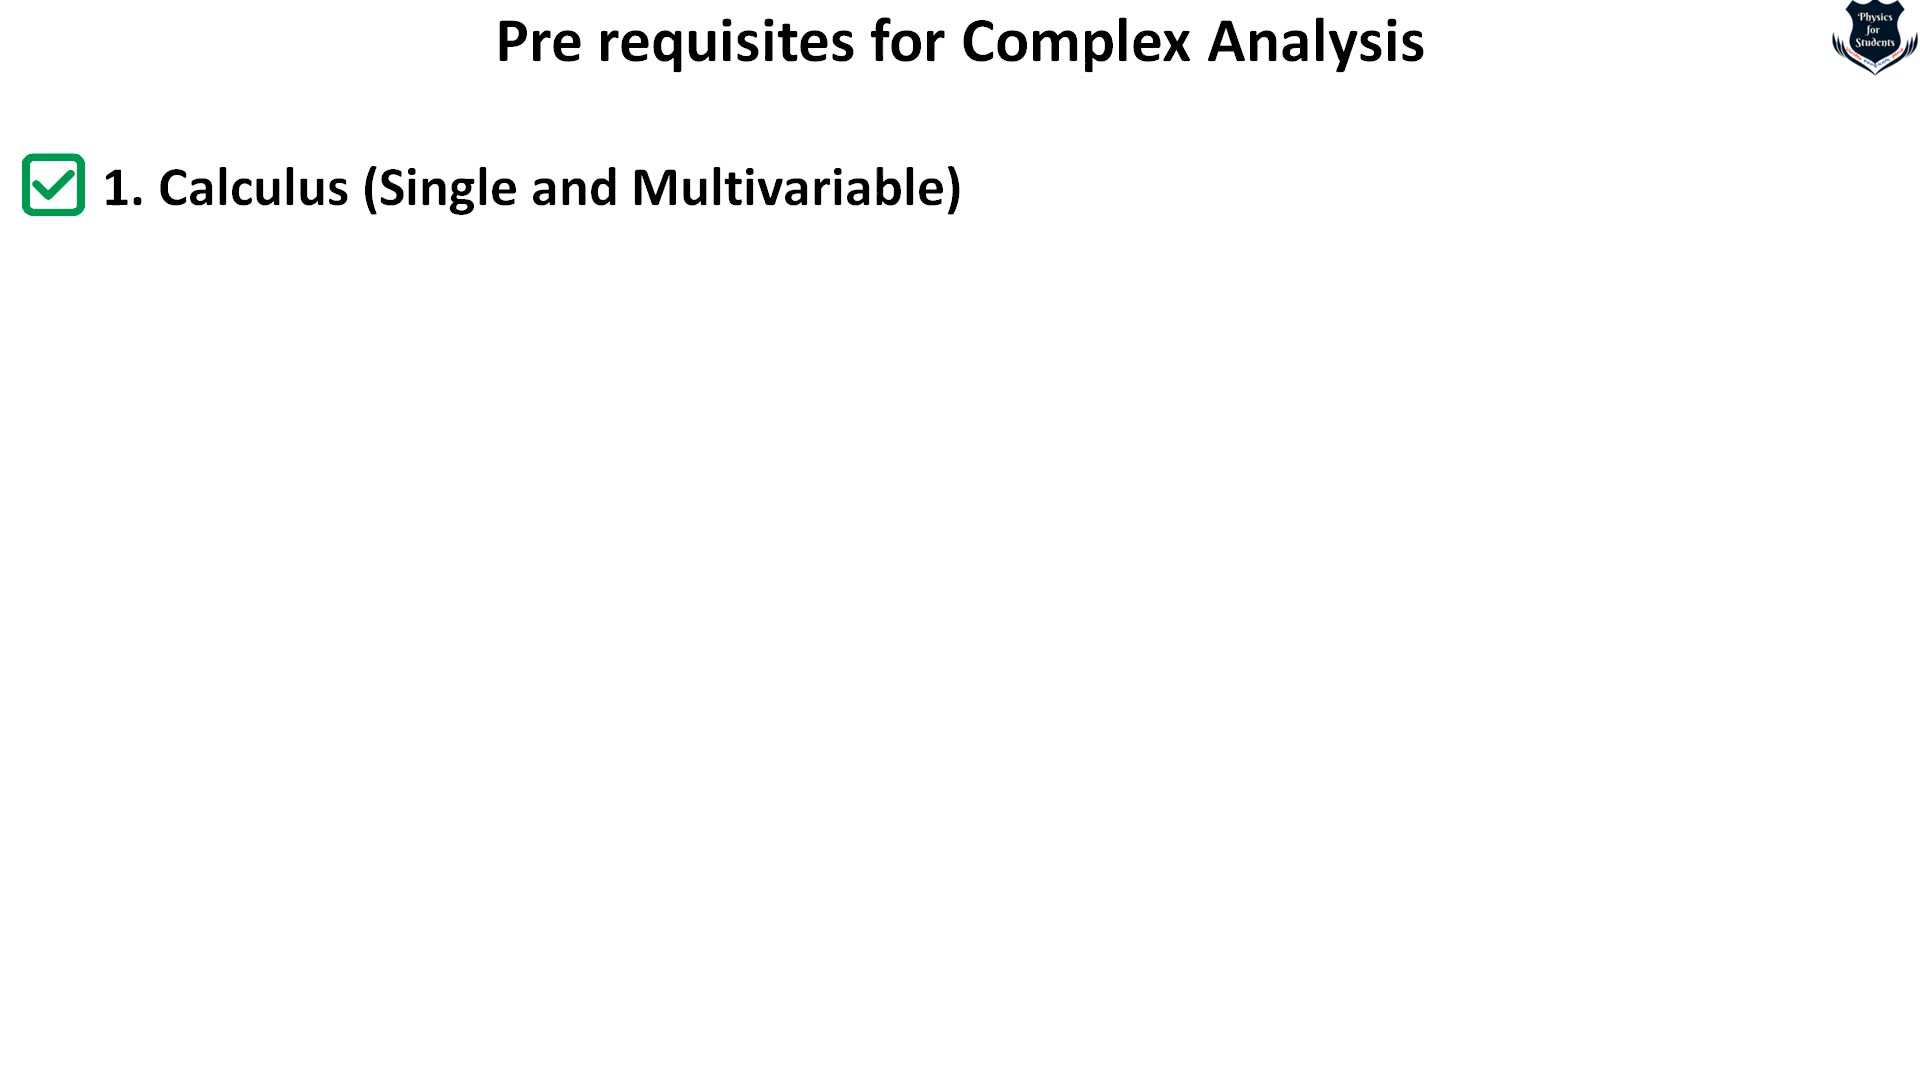 Pre requisites for Complex Analysis
Physics
for
Students
1. Calculus (Single and Multivariable)